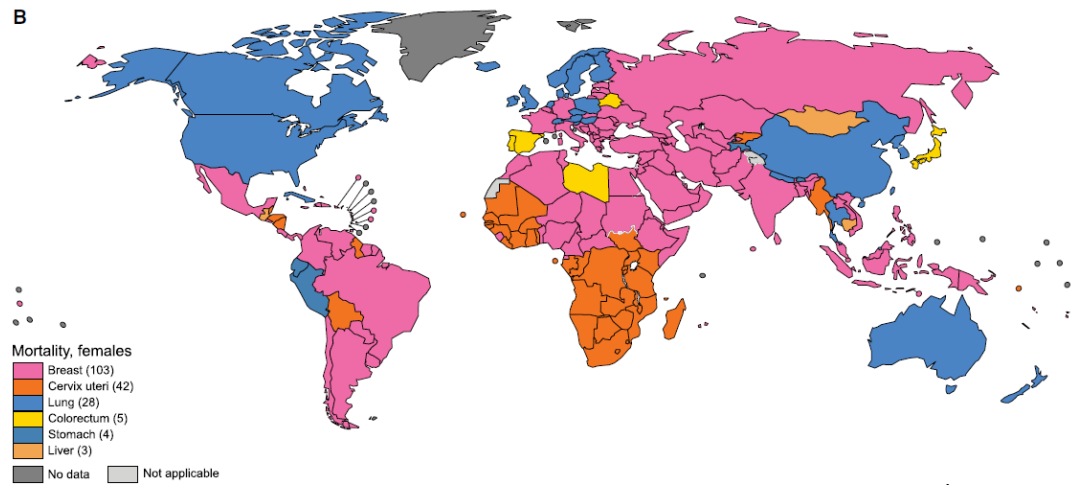 B
Mortality, females
Breast (103)
Cervix uteri (42)
Lung (28)
Colorectum (5)
Stomach (4)
Liver (3)
No data Not applicable